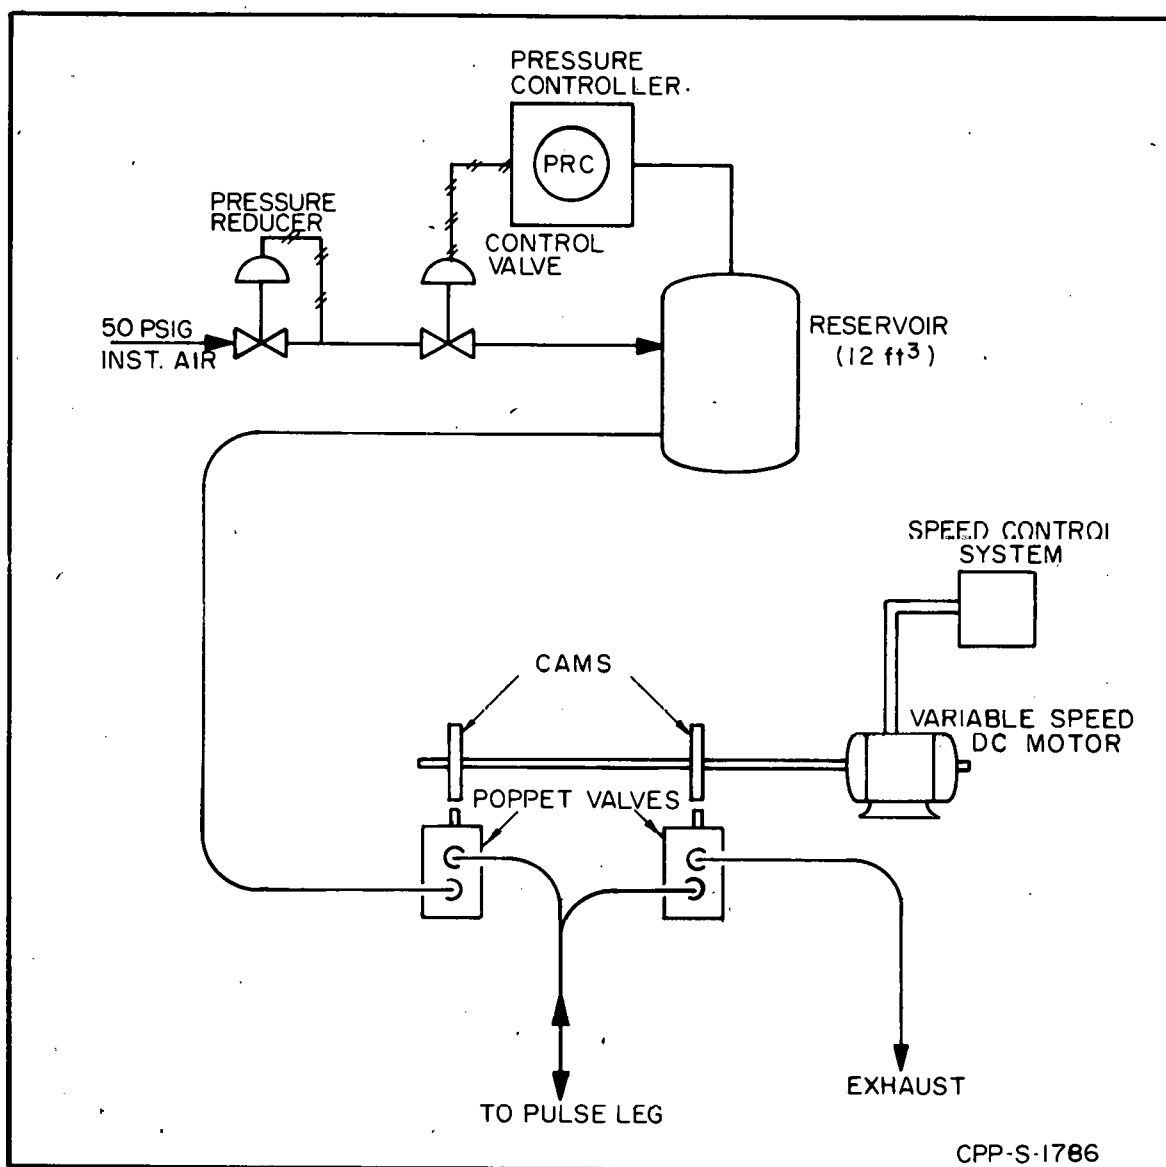 PRESSURE
CONTROLLER.
PRC
PRESSURE
REDUCER
CONTROL
VALVE
50 PSIG
INST. AIR
RESERVOIR
(12 ft³)
SPEED CONTROL
SYSTEM
CAMS
VARIABLE SPEED
DC MOTOR
POPPET VALVES
EXHAUST
TO PULSE LEG
CPP-S-1786